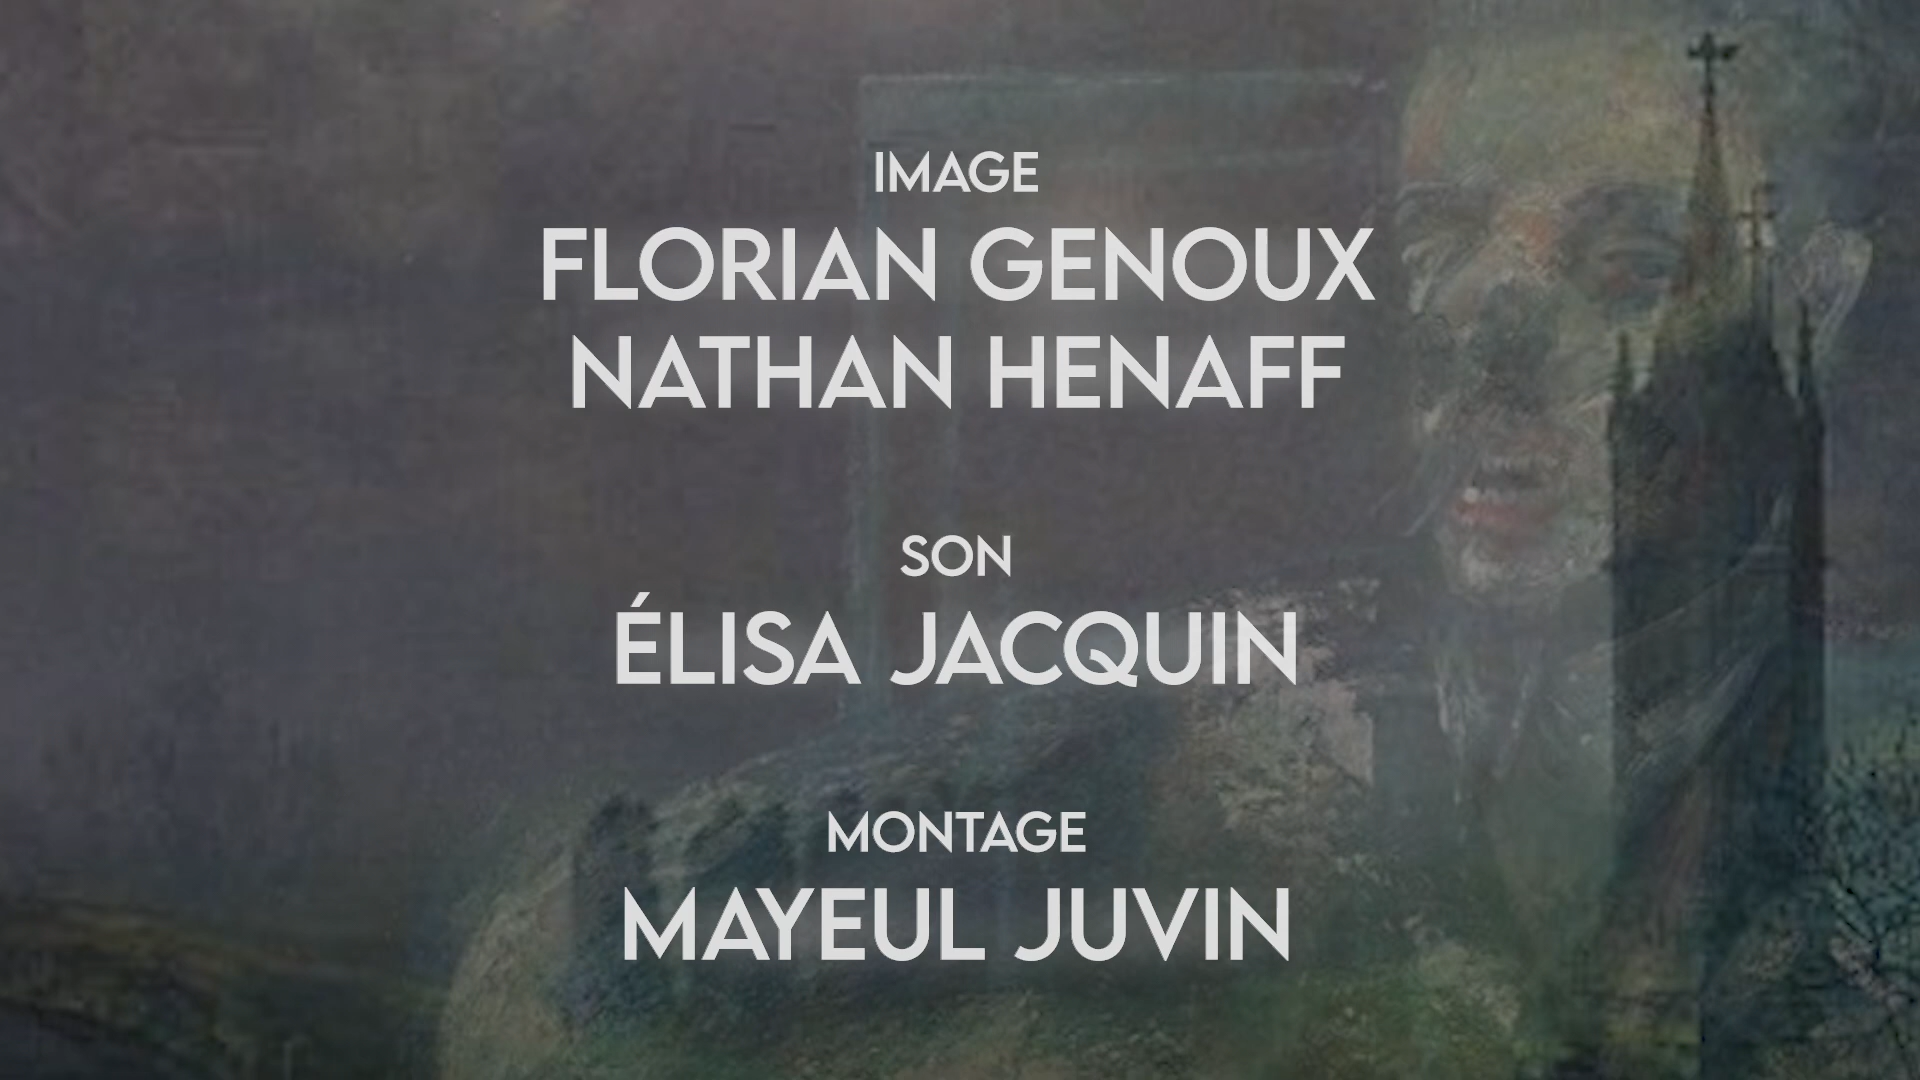 IMAGE
FLORIAN GENOUX
NATHAN HENAFF
SON
ÉLISA JACQUIN
MONTAGE
MAYEUL JUVIN